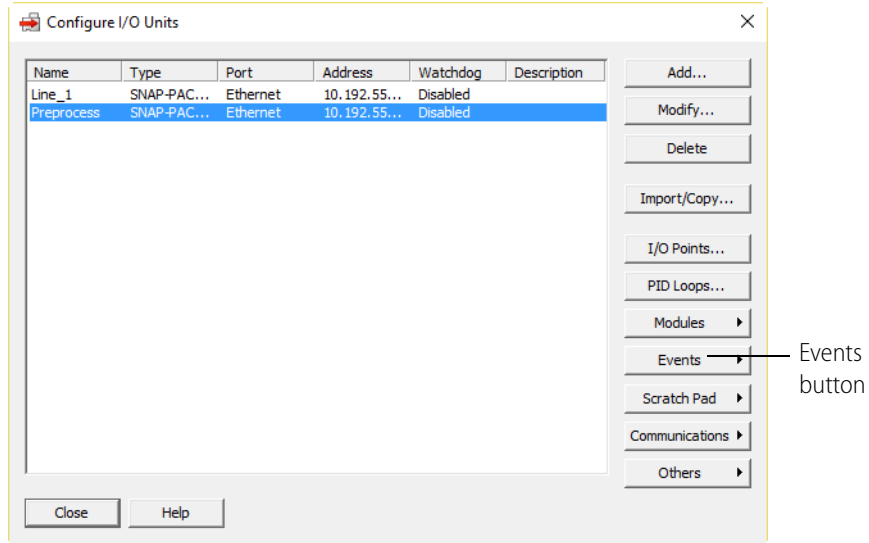 Configure I/O Units
Name Type Port Address Watchdog Description
Line_1 SNAP-PAC... Ethernet 10.192.55... Disabled
Preprocess SNAP-PAC... Ethernet 10.192.55... Disabled
Add...
Modify...
Delete
Import/Copy...
I/O Points...
PID Loops...
Modules
Events
Scratch Pad
Communications
Others
Events
button
Close
Help